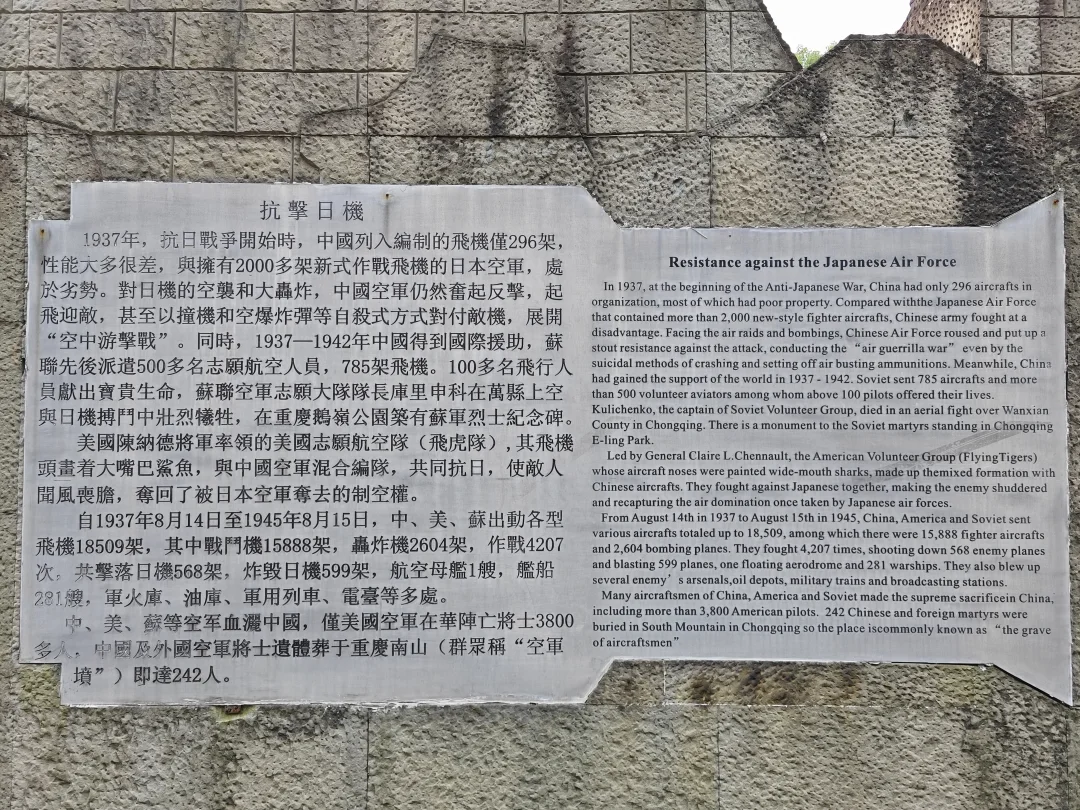 抗擊日機
1937年，抗日戰爭開始時，中國列入編制的飛機僅296架，
性能大多很差，與擁有2000多架新式作戰飛機的日本空軍，處
於劣勢。對日機的空襲和大轟炸，中國空軍仍然奮起反擊，起
飛迎敵，甚至以撞機和空爆炸彈等自殺式方式對付敵機，展開
“空中游擊戰”。同時，1937—1942年中國得到國際援助，蘇
聯先後派遣500多名志願航空人員，785架飛機。100多名飛行人
員獻出寶貴生命，蘇聯空軍志願大隊隊長庫里申科在萬縣上空
與日機搏鬥中壯烈犧牲，在重慶鵝嶺公園築有蘇軍烈士紀念碑。
美國陳納德將軍率領的美國志願航空隊（飛虎隊）,其飛機
頭畫着大嘴巴鯊魚，與中國空軍混合編隊，共同抗日，使敵人
聞風喪膽，奪回了被日本空軍奪去的制空權。
自1937年8月14日至1945年8月15日，中、美、蘇出動各型
飛機18509架，其中戰鬥機15888架，轟炸機2604架，作戰4207
次。共擊落日機568架，炸毀日機599架，航空母艦1艘，艦船
281艘，軍火庫、油庫、軍用列車、電臺等多處。
中、美、蘇等空军血灑中國，僅美國空軍在華陣亡將士3800
多人，中國及外國空軍將士遺體葬于重慶南山（群眾稱“空軍
墳”）即達242人。
Resistance against the Japanese Air Force
In 1937, at the beginning of the Anti-Japanese War, China had only 296 aircrafts in
organization, most of which had poor property. Compared withthe Japanese Air Force
that contained more than 2,000 new-style fighter aircrafts, Chinese army fought at a
disadvantage. Facing the air raids and bombings, Chinese Air Force roused and put up a
stout resistance against the attack, conducting the “air guerrilla war” even by the
suicidal methods of crashing and setting off air busting ammunitions. Meanwhile, China
had gained the support of the world in 1937 - 1942. Soviet sent 785 aircrafts and more
than 500 volunteer aviators among whom above 100 pilots offered their lives.
Kulichenko, the captain of Soviet Volunteer Group, died in an aerial fight over Wanxian
County in Chongqing. There is a monument to the Soviet martyrs standing in Chongqing
E-ling Park.
Led by General Claire L.Chennault, the American Volunteer Group (FlyingTigers)
whose aircraft noses were painted wide-mouth sharks, made up themixed formation with
Chinese aircrafts. They fought against Japanese together, making the enemy shuddered
and recapturing the air domination once taken by Japanese air forces.
From August 14th in 1937 to August 15th in 1945, China, America and Soviet sent
various aircrafts totaled up to 18,509, among which there were 15,888 fighter aircrafts
and 2,604 bombing planes. They fought 4,207 times, shooting down 568 enemy planes
and blasting 599 planes, one floating aerodrome and 281 warships. They also blew up
several enemy’s arsenals,oil depots, military trains and broadcasting stations.
Many aircraftsmen of China, America and Soviet made the supreme sacrificein China,
including more than 3,800 American pilots. 242 Chinese and foreign martyrs were
buried in South Mountain in Chongqing so the place iscommonly known as “the grave
of aircraftsmen”